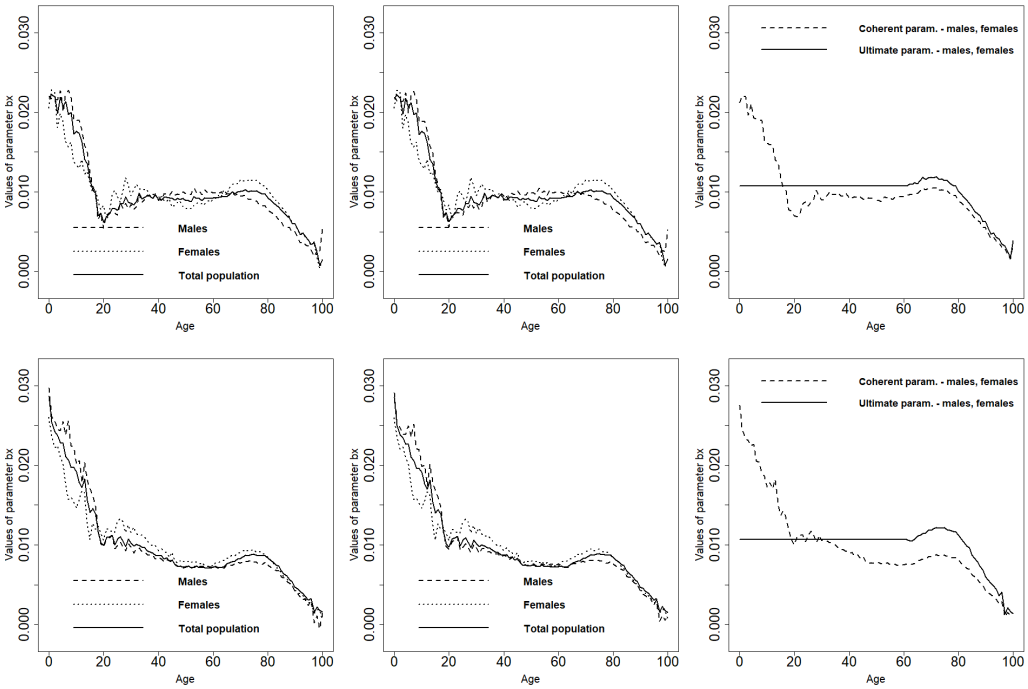 Values of parameter bx
0.000 0.010 0.020 0.030
Males
Females
Total population
0 20 40 60 80 100
Age
Values of parameter bx
0.000 0.010 0.020 0.030
Males
Females
Total population
0 20 40 60 80 100
Age
Values of parameter bx
0.000 0.010 0.020 0.030
Coherent param. - males, females
Ultimate param. - males, females
0 20 40 60 80 100
Age
Values of parameter bx
0.000 0.010 0.020 0.030
Males
Females
Total population
0 20 40 60 80 100
Age
Values of parameter bx
0.000 0.010 0.020 0.030
Males
Females
Total population
0 20 40 60 80 100
Age
Values of parameter bx
0.000 0.010 0.020 0.030
Coherent param. - males, females
Ultimate param. - males, females
0 20 40 60 80 100
Age